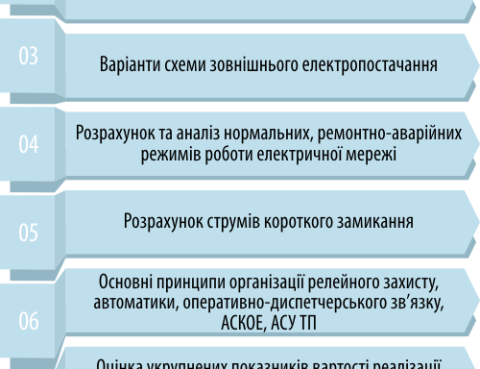 03
Варіанти схеми зовнішнього електропостачання
04
Розрахунок та аналіз нормальних, ремонтно-аварійних
режимів роботи електричної мережі
05
Розрахунок струмів короткого замикання
06
Основні принципи організації релейного захисту,
автоматики, оперативно-диспетчерського зв’язку,
АСКОЕ, АСУ ТП
Оцінка укрупнених показників вартості реалізації